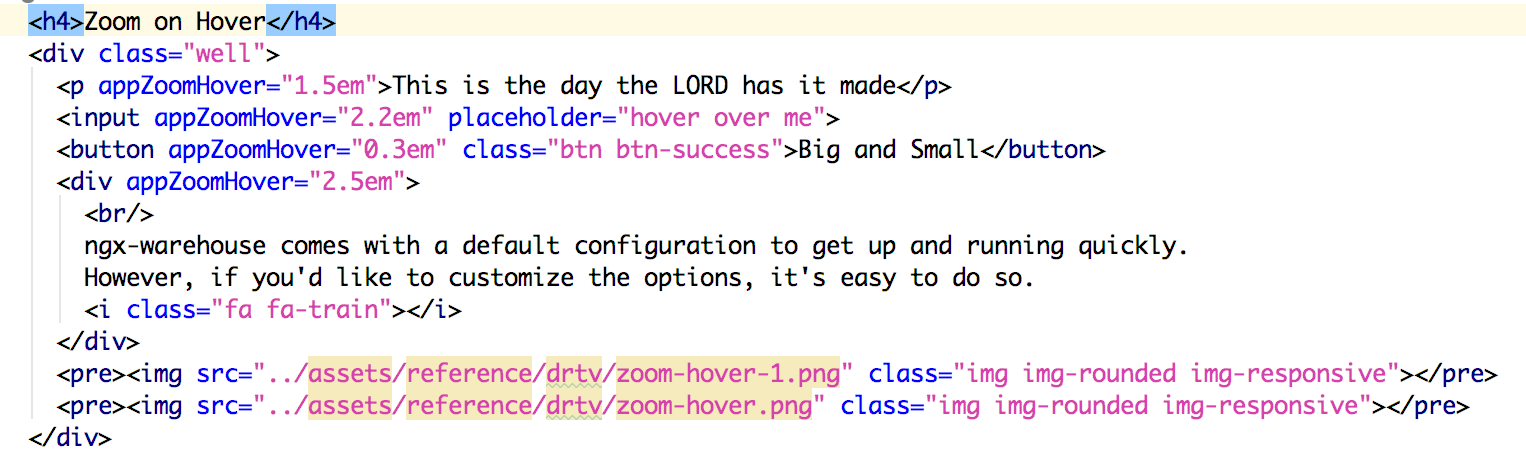 <h4>Zoom on Hover</h4>
<div class="well">
<p appZoomHover="1.5em">This is the day the LORD has it made</p>
<input appZoomHover="2.2em" placeholder="hover over me">
<button appZoomHover="0.3em" class="btn btn-success">Big and Small</button>
<div appZoomHover="2.5em">
<br/>
ngx-warehouse comes with a default configuration to get up and running quickly.
However, if you'd like to customize the options, it's easy to do so.
<i class="fa fa-train"></i>
</div>
<pre><img src="../assets/reference/drtv/zoom-hover-1.png" class="img img-rounded img-responsive"></pre>
<pre><img src="../assets/reference/drtv/zoom-hover.png" class="img img-rounded img-responsive"></pre>
</div>